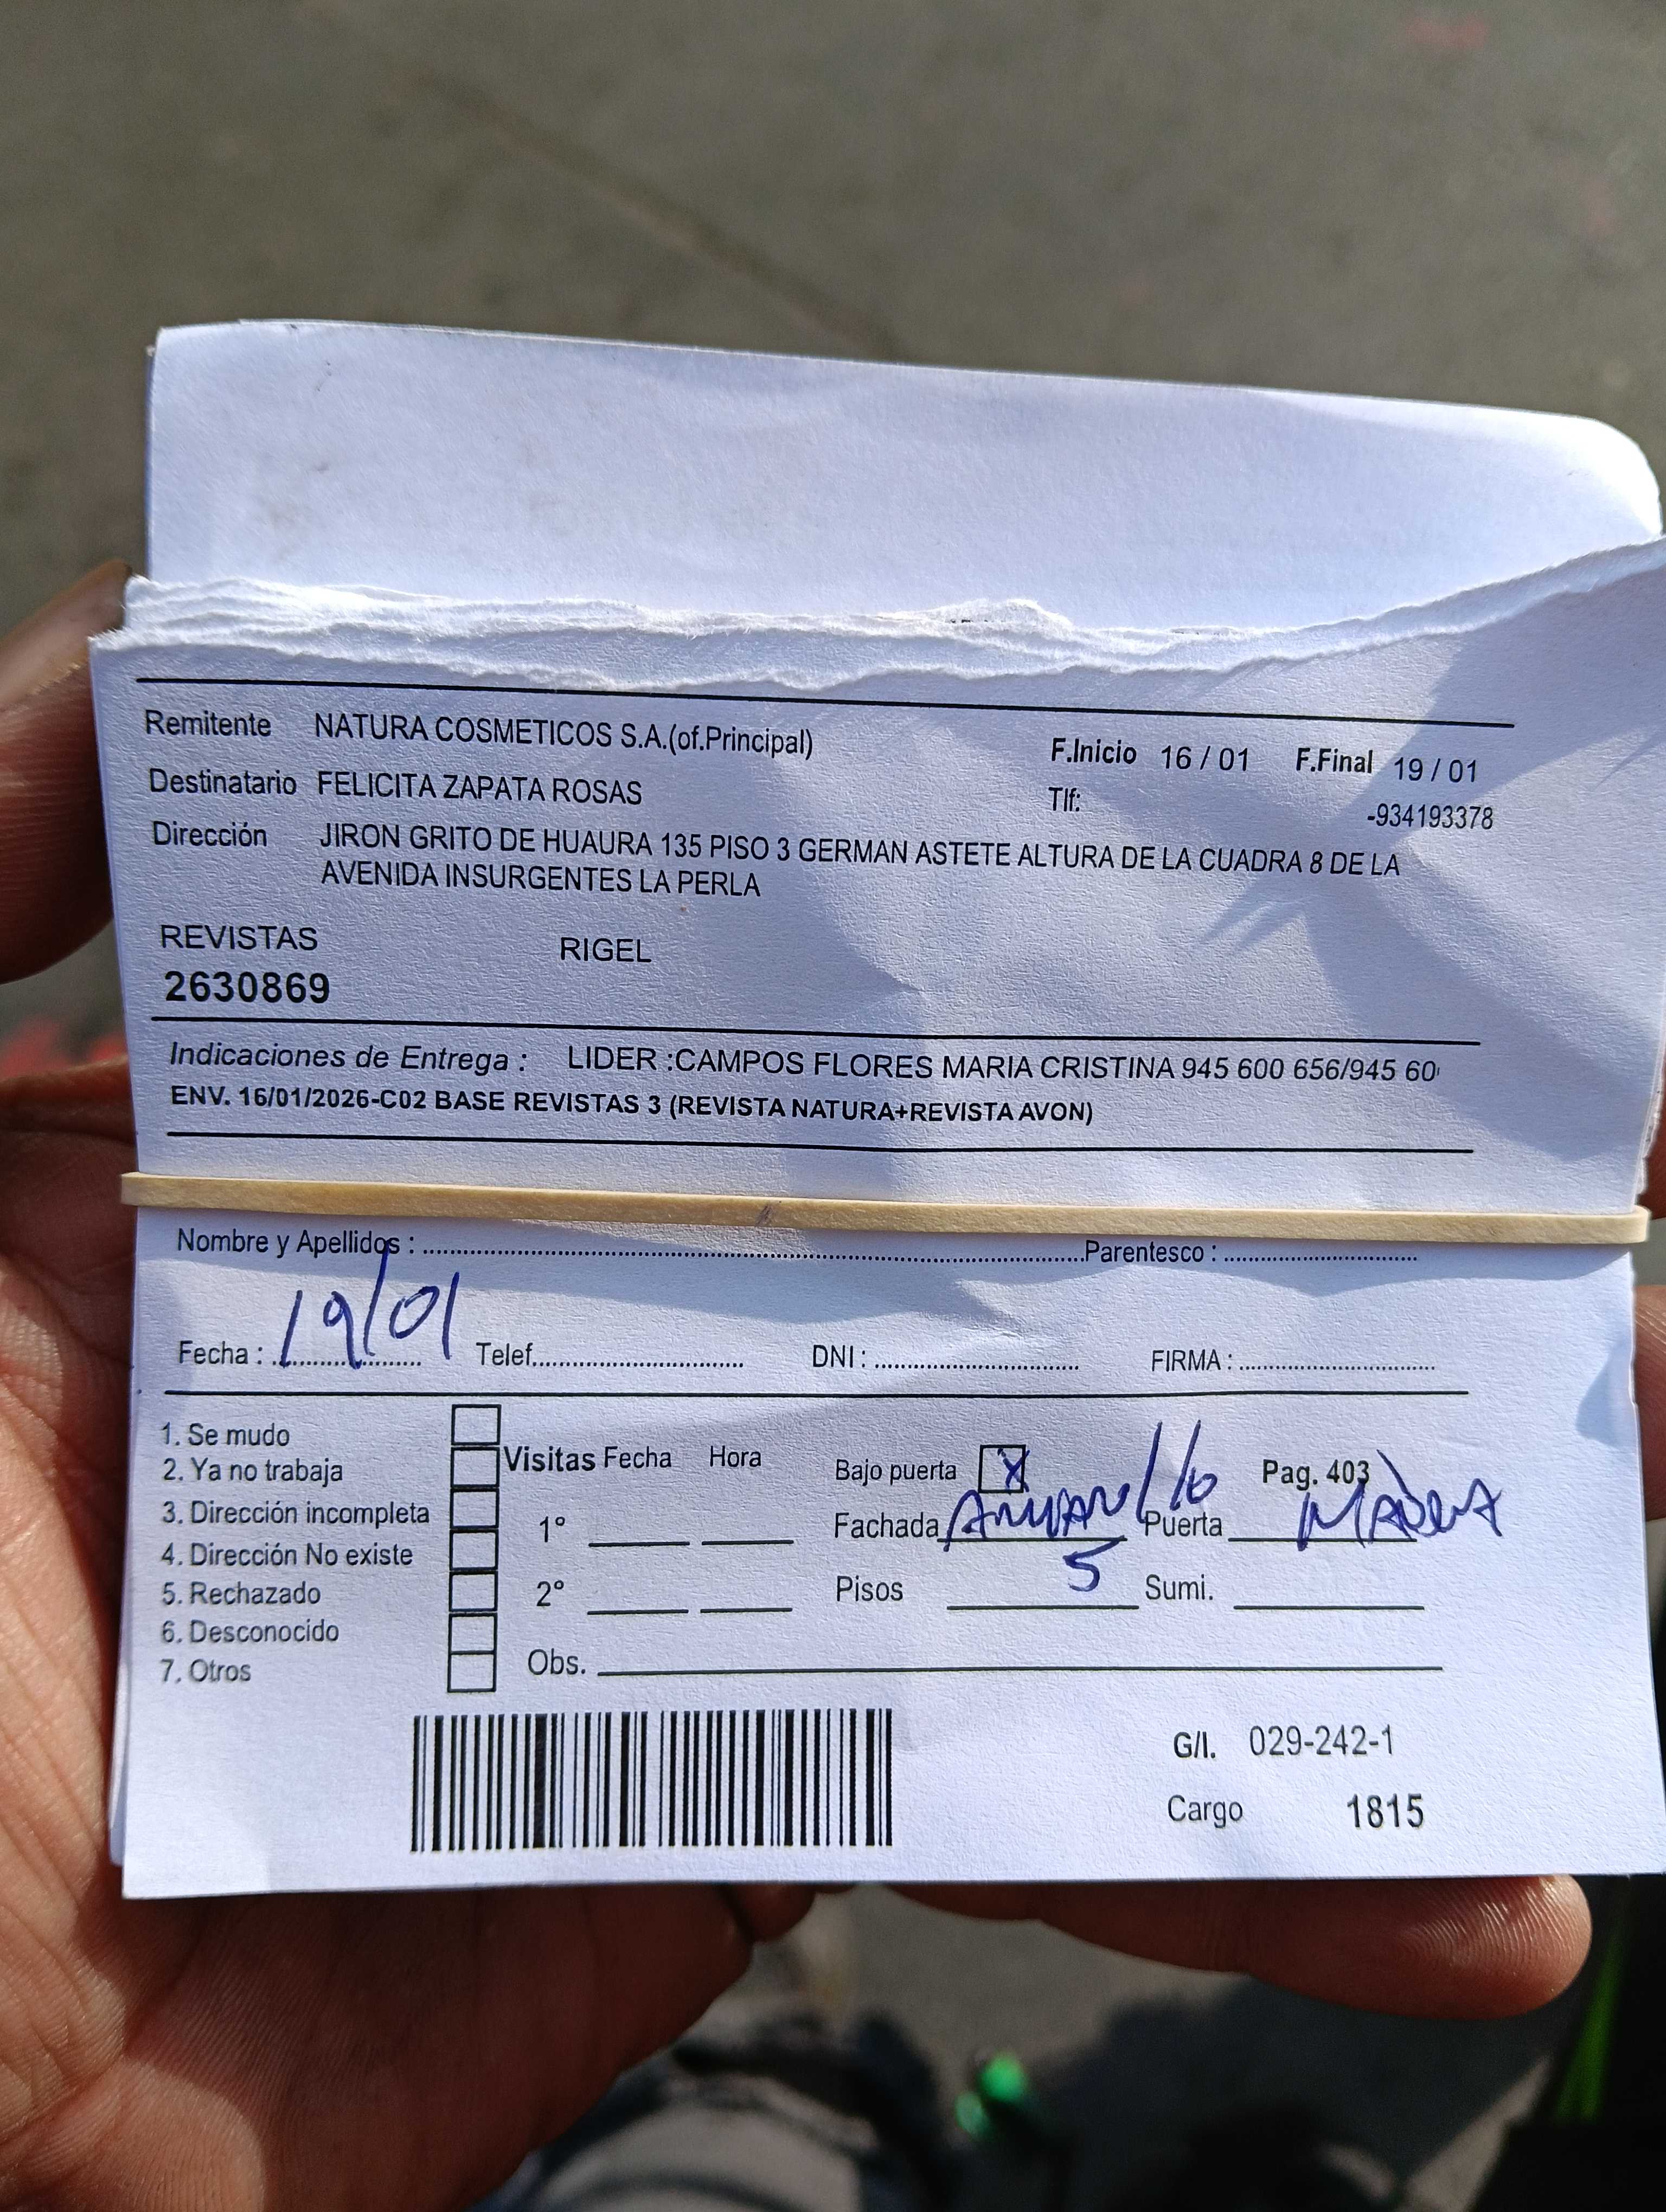 Remitente NATURA COSMETICOS S.A.(of.Principal) F.Inicio 16 / 01 F.Final 19 / 01
Destinatario FELICITA ZAPATA ROSAS Tlf: -934193378
Dirección JIRON GRITO DE HUAURA 135 PISO 3 GERMAN ASTETE ALTURA DE LA CUADRA 8 DE LA
AVENIDA INSURGENTES LA PERLA
REVISTAS RIGEL
2630869
Indicaciones de Entrega : LIDER :CAMPOS FLORES MARIA CRISTINA 945 600 656/945 60
ENV. 16/01/2026-C02 BASE REVISTAS 3 (REVISTA NATURA+REVISTA AVON)
Nombre y Apellidos : Parentesco :
Fecha : 19/01 Telef. DNI : FIRMA :
1. Se mudo
2. Ya no trabaja
3. Dirección incompleta
4. Dirección No existe
5. Rechazado
6. Desconocido
7. Otros
Visitas Fecha Hora
1°
2°
Obs.
Bajo puerta X Pag. 403
Fachada Amarillo Puerta MADERA
Pisos 5 Sumi.
G/I. 029-242-1
Cargo 1815